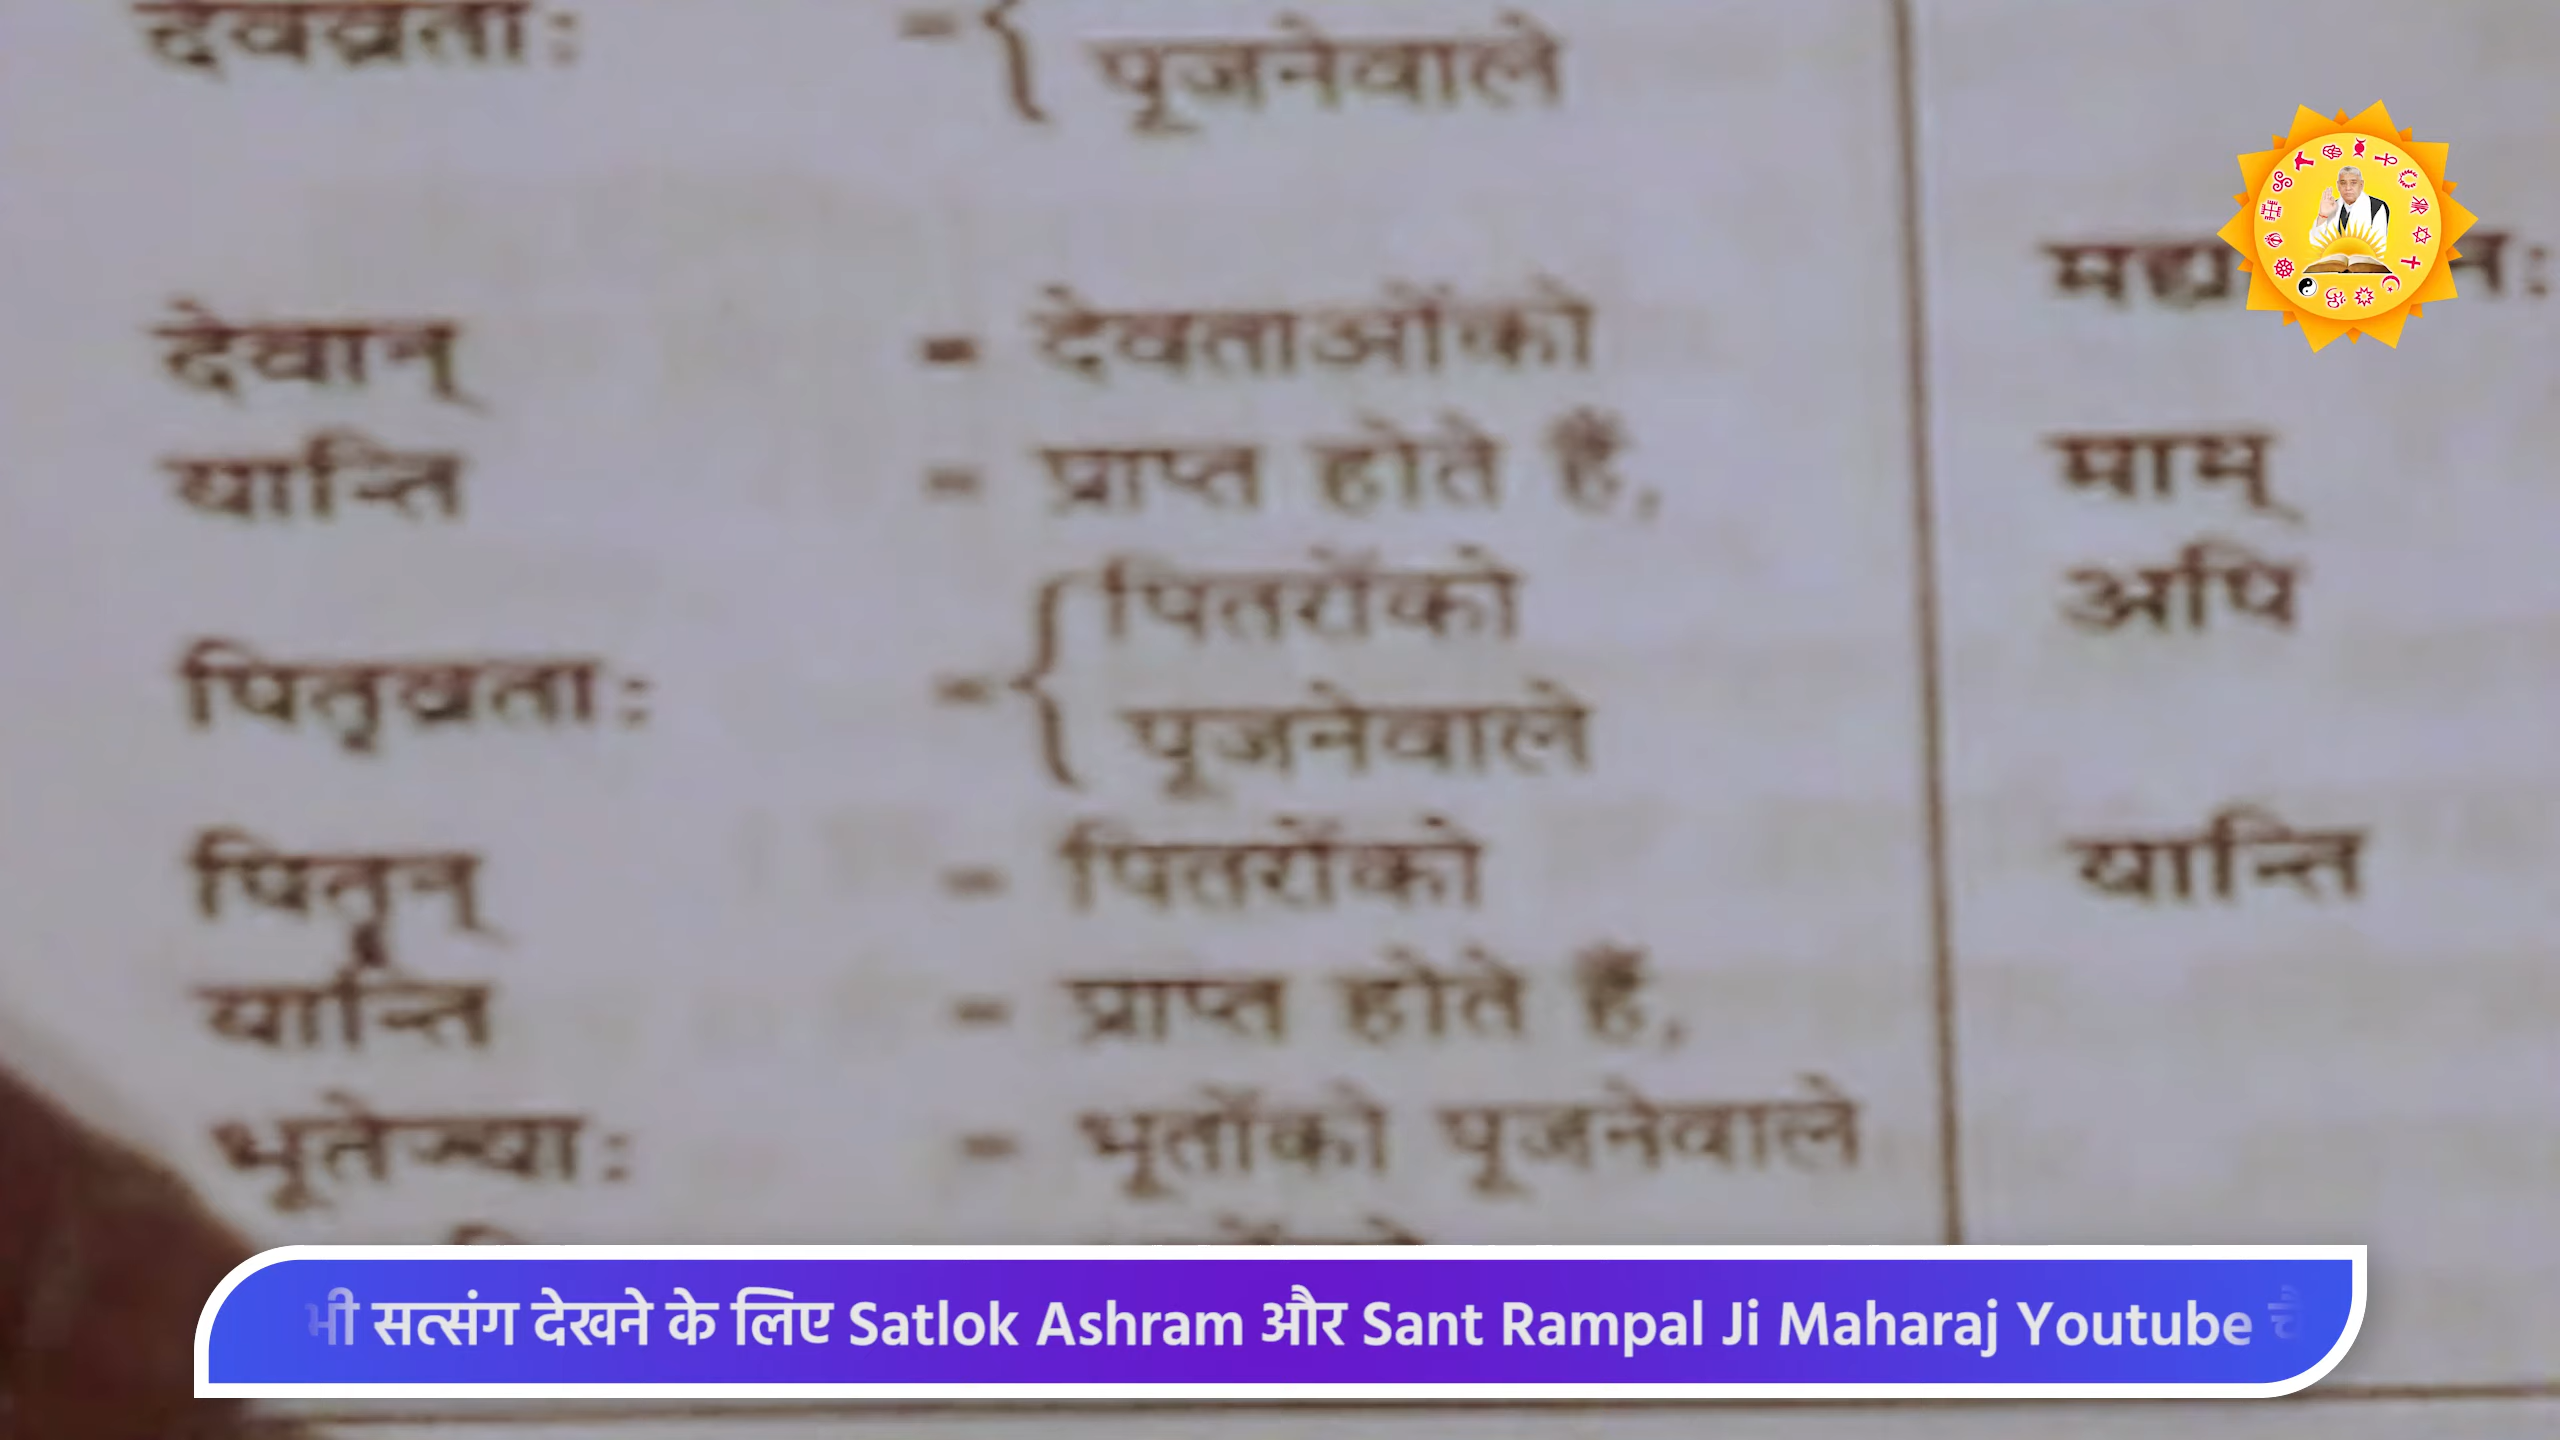 देवव्रताः = { पूजनेवाले
देवान् = देवताओंको
यान्ति = प्राप्त होते हैं,
पितृव्रताः = { पितरोंको
पूजनेवाले
पितॄन् = पितरोंको
यान्ति = प्राप्त होते हैं,
भूतेज्याः = भूतोंको पूजनेवाले
माम्
अपि
यान्ति
भी सत्संग देखने के लिए Satlok Ashram और Sant Rampal Ji Maharaj Youtube